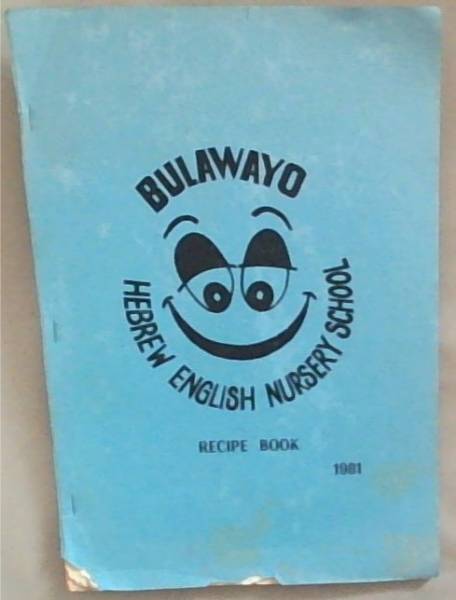 BULAWAYO
HEBREW ENGLISH NURSERY SCHOOL
RECIPE BOOK
1981